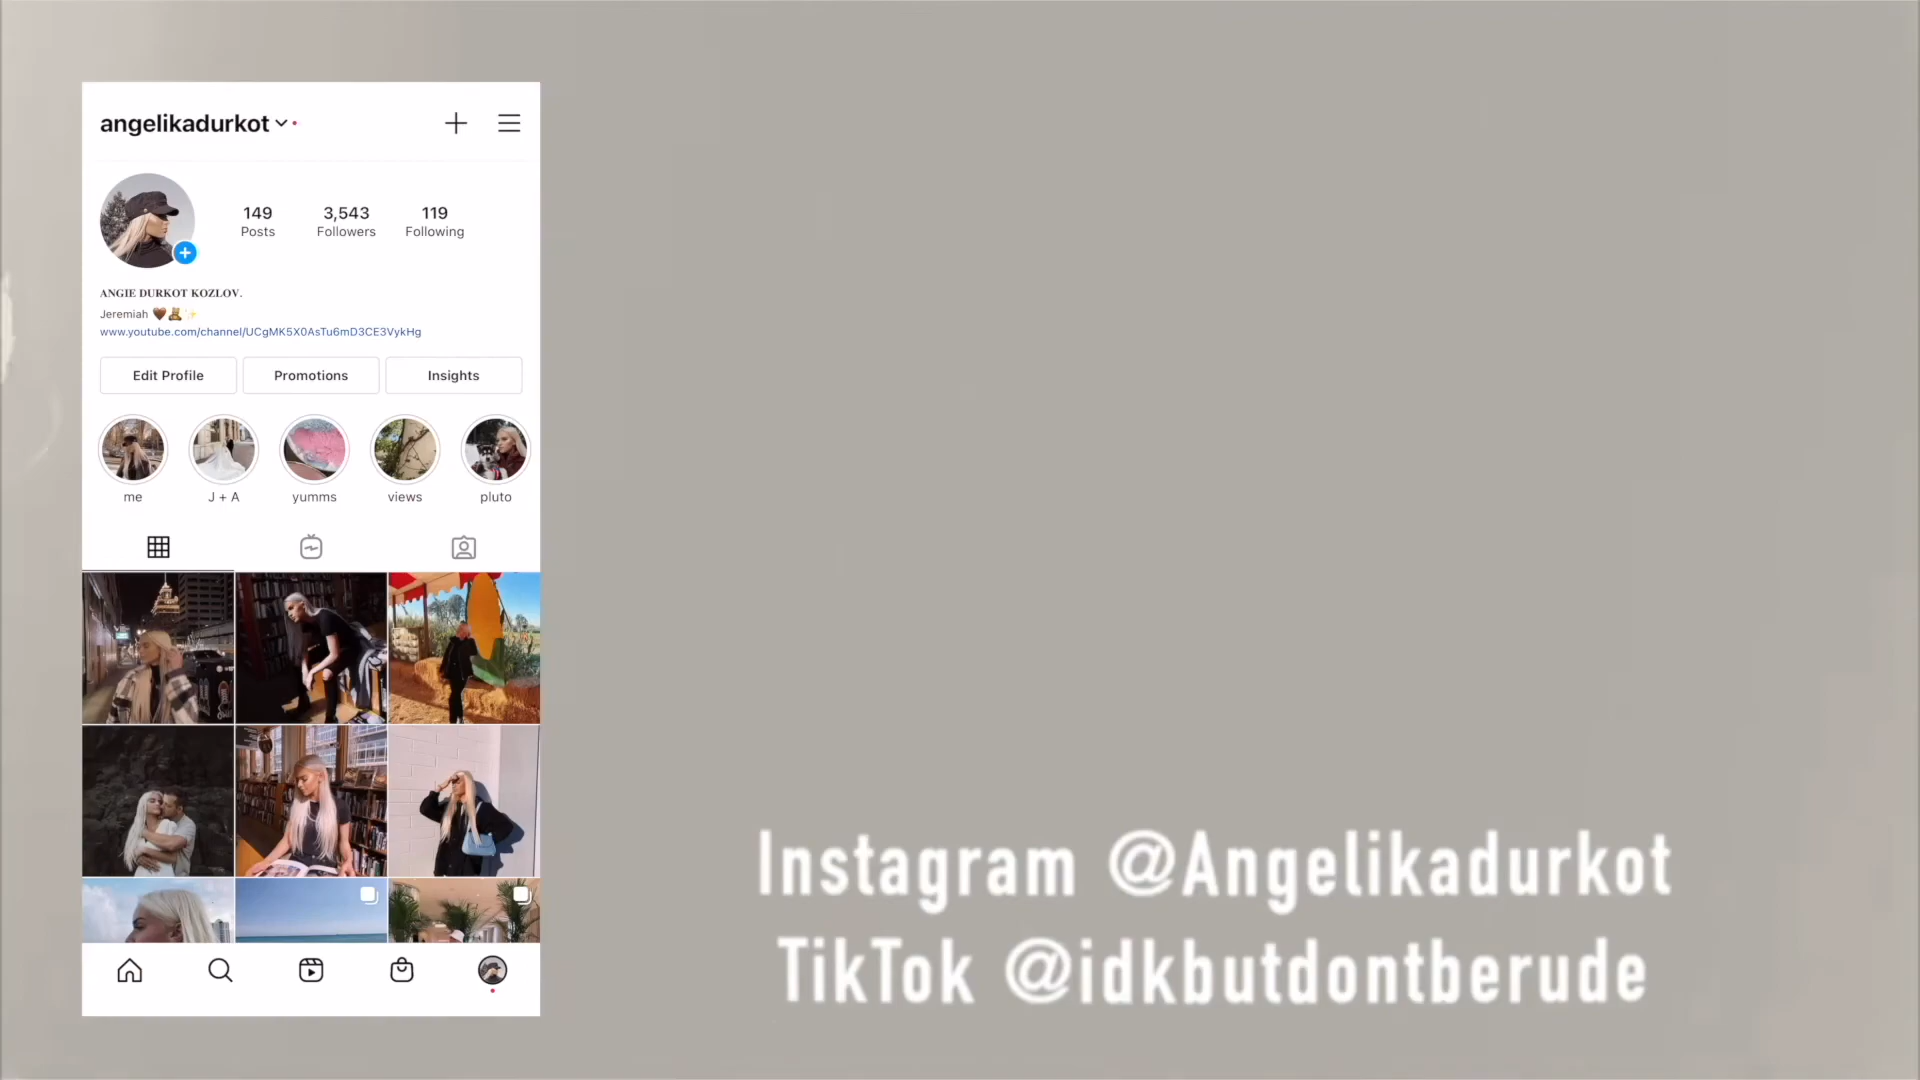 angelikadurkot
149
3,543
119
Posts
Followers
Following
ANGIE DURKOT KOZLOV.
Jeremiah 🤎🧸✨
www.youtube.com/channel/UCgMK5X0AsTu6mD3CE3VykHg
Edit Profile
Promotions
Insights
me
J + A
yumms
views
pluto
Instagram @Angelikadurkot
TikTok @idkbutdontberude